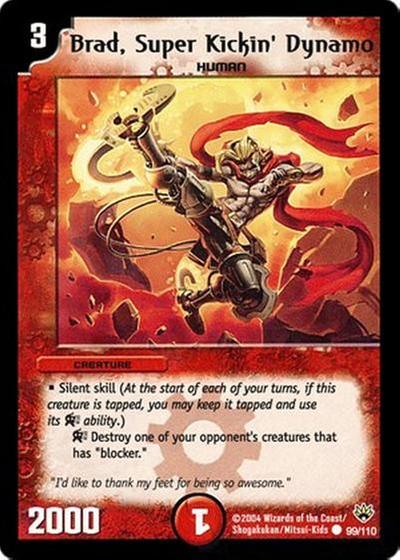 3 Brad, Super Kickin' Dynamo
HUMAN
CREATURE
▪ Silent skill (At the start of each of your turns, if this
creature is tapped, you may keep it tapped and use
its ability.)
Destroy one of your opponent's creatures that
has "blocker."
"I'd like to thank my feet for being so awesome."
2000
1
©2004 Wizards of the Coast/
Shogakukan/Mitsui-Kids ● 99/110